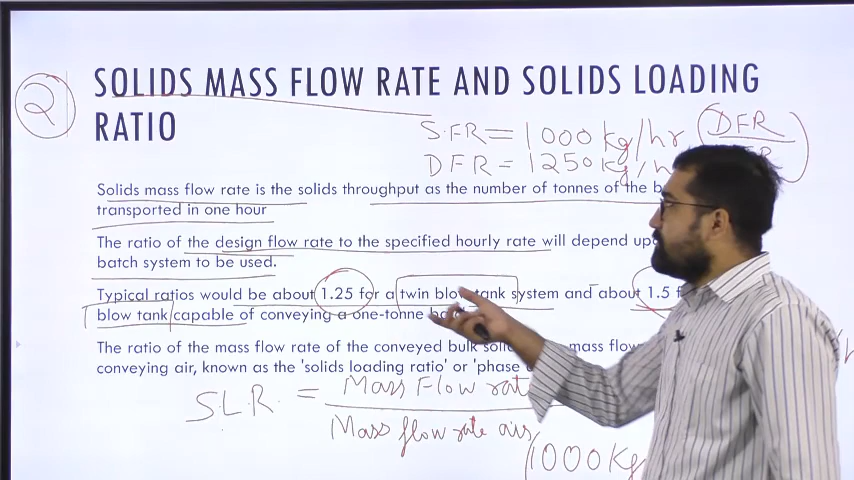 2
SOLIDS MASS FLOW RATE AND SOLIDS LOADING
RATIO
S.FR = 1000 kg/hr
DFR
DFR = 1250 kg/h
Solids mass flow rate is the solids throughput as the number of tonnes of the
transported in one hour
The ratio of the design flow rate to the specified hourly rate will depend
batch system to be used.
Typical ratios would be about 1.25 for a twin blow tank system and about 1.5
blow tank capable of conveying a one-tonne
The ratio of the mass flow rate of the conveyed bulk mass
conveying air, known as the 'solids loading ratio' or 'phase
S.L.R. = Mass Flow rat
Mass flow rate air
1000 Kg